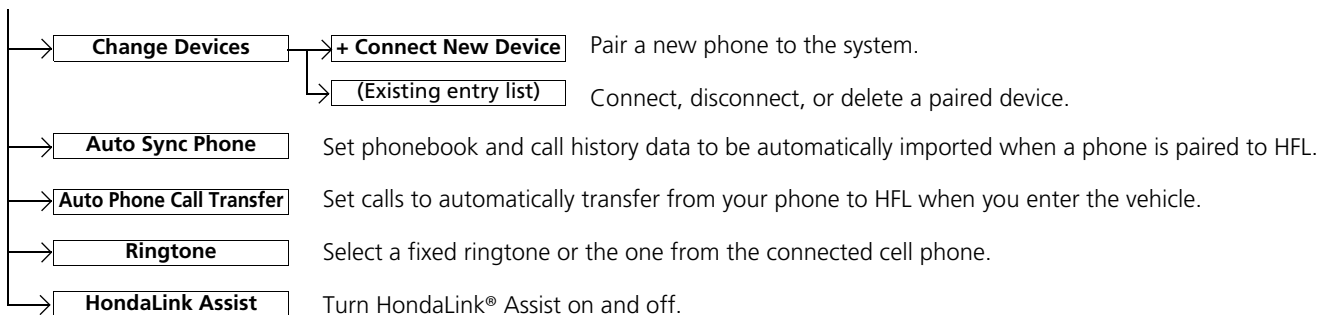 Change Devices + Connect New Device Pair a new phone to the system.
(Existing entry list) Connect, disconnect, or delete a paired device.
Auto Sync Phone Set phonebook and call history data to be automatically imported when a phone is paired to HFL.
Auto Phone Call Transfer Set calls to automatically transfer from your phone to HFL when you enter the vehicle.
Ringtone Select a fixed ringtone or the one from the connected cell phone.
HondaLink Assist Turn HondaLink® Assist on and off.